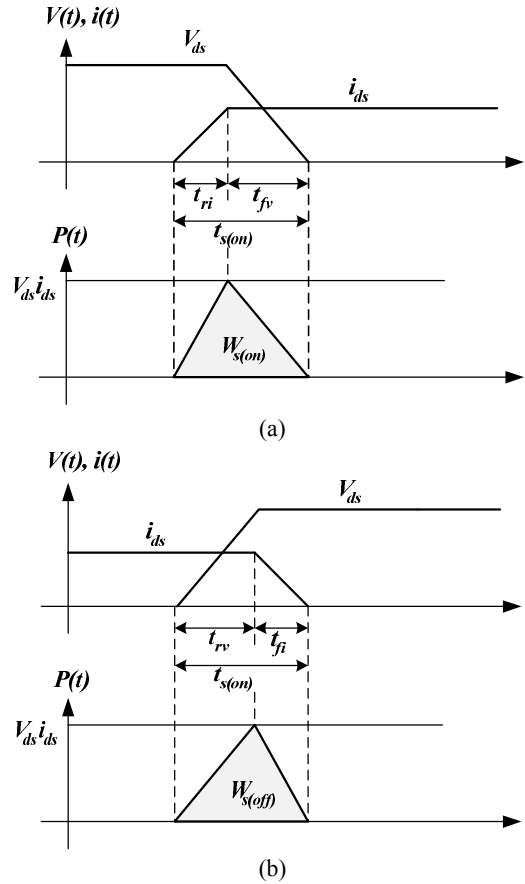 V(t), i(t)
V_ds
i_ds
t_ri
t_fv
t_s(on)
P(t)
V_ds i_ds
W_s(on)
(a)
V(t), i(t)
V_ds
i_ds
t_rv
t_fi
t_s(on)
P(t)
V_ds i_ds
W_s(off)
(b)